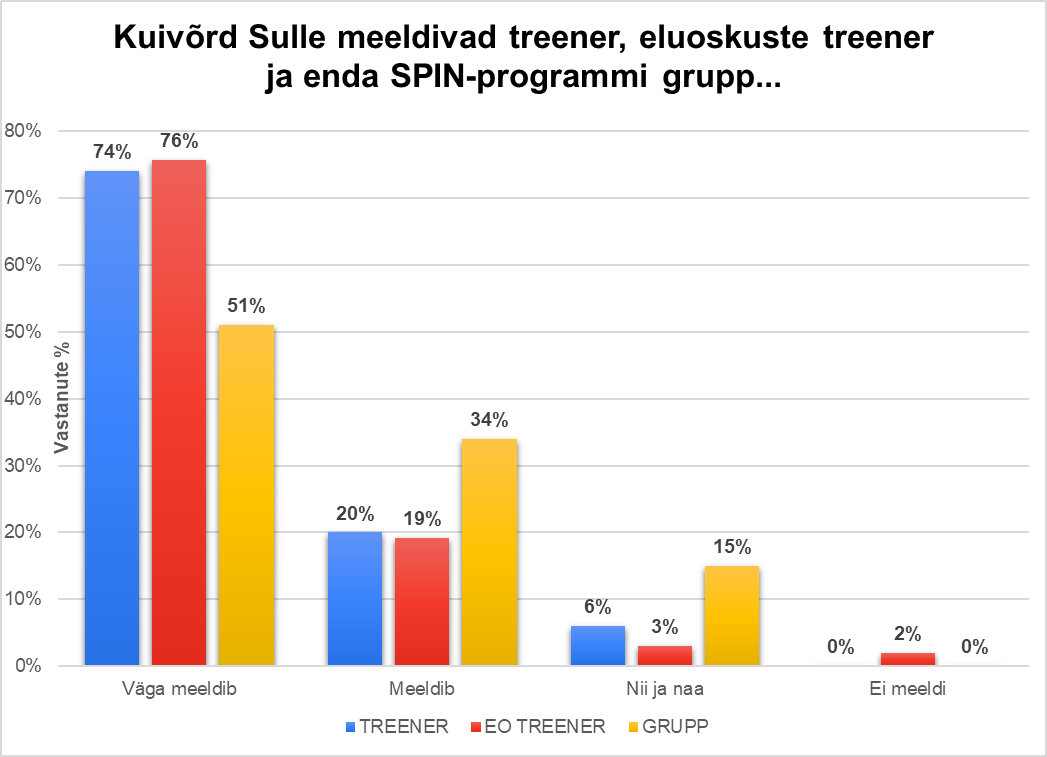 Kuivõrd Sulle meeldivad treener, eluoskuste treener
ja enda SPIN-programmi grupp...
80%
70%
60%
50%
40%
30%
20%
10%
0%
Vastanute %
74%
76%
51%
20%
19%
34%
6%
3%
15%
0%
2%
0%
Väga meeldib
Meeldib
Nii ja naa
Ei meeldi
TREENER
EO TREENER
GRUPP